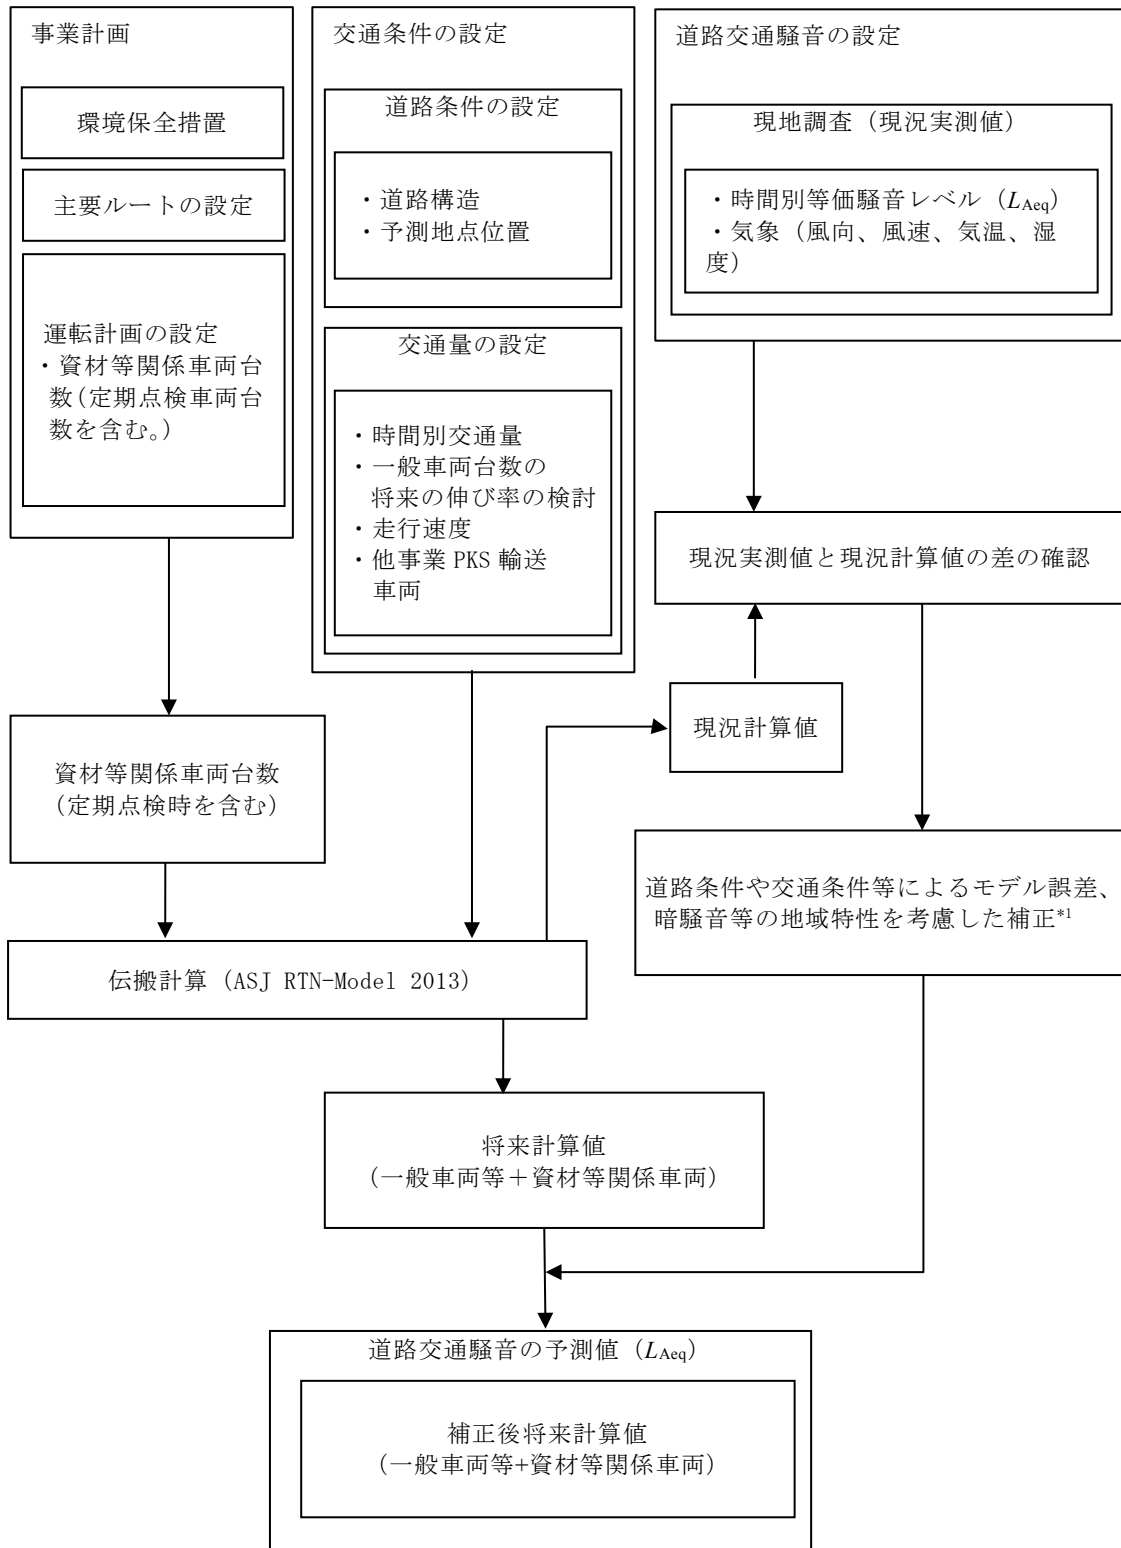 事業計画
環境保全措置
主要ルートの設定
運転計画の設定
・資材等関係車両台
数(定期点検車両台
数を含む。)
交通条件の設定
道路条件の設定
・道路構造
・予測地点位置
交通量の設定
・時間別交通量
・一般車両台数の
将来の伸び率の検討
・走行速度
・他事業 PKS 輸送
車両
道路交通騒音の設定
現地調査（現況実測値）
・時間別等価騒音レベル（LAeq）
・気象（風向、風速、気温、湿
度）
現況実測値と現況計算値の差の確認
現況計算値
資材等関係車両台数
（定期点検時を含む）
道路条件や交通条件等によるモデル誤差、
暗騒音等の地域特性を考慮した補正*1
伝搬計算（ASJ RTN-Model 2013）
将来計算値
（一般車両等＋資材等関係車両）
道路交通騒音の予測値（LAeq）
補正後将来計算値
（一般車両等+資材等関係車両）